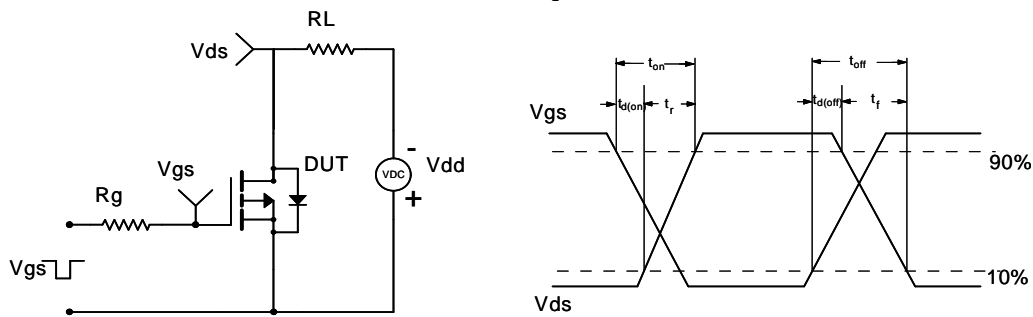 RL
Vds
DUT
-
VDC
Vdd
+
Vgs
Rg
Vgs
ton
toff
td(on)
tr
td(off)
tf
Vgs
90%
10%
Vds